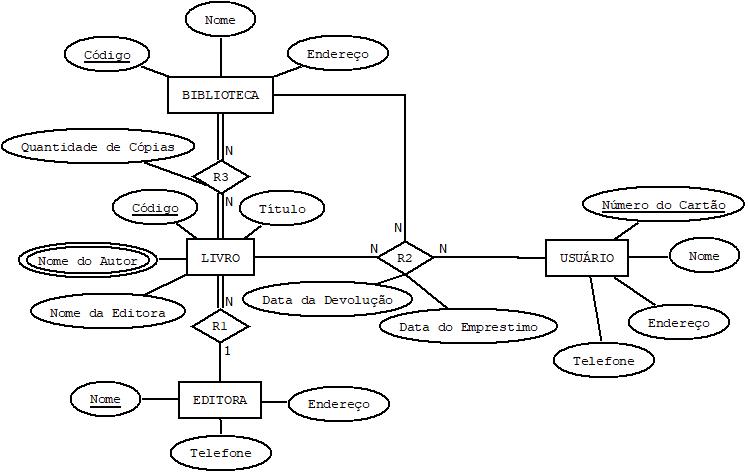 Nome
Código
Endereço
BIBLIOTECA
Quantidade de Cópias
N
R3
N
Código
Título
Número do Cartão
N
Nome do Autor
LIVRO
N
R2
N
USUÁRIO
Nome
Nome da Editora
N
Data da Devolução
R1
Data do Emprestimo
Endereço
1
Telefone
Nome
EDITORA
Endereço
Telefone